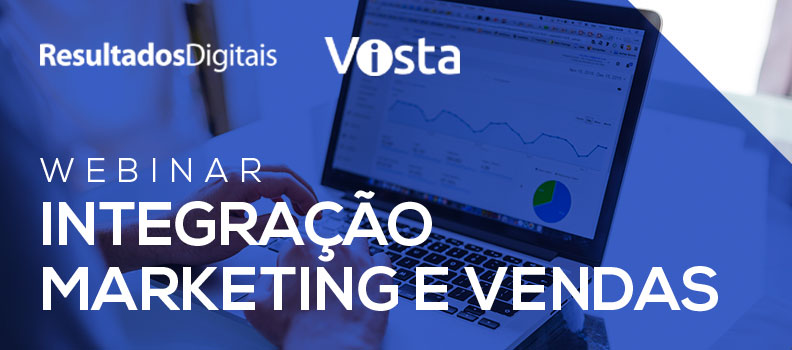 ResultadosDigitais
Vista
WEBINAR
INTEGRAÇÃO
MARKETING E VENDAS